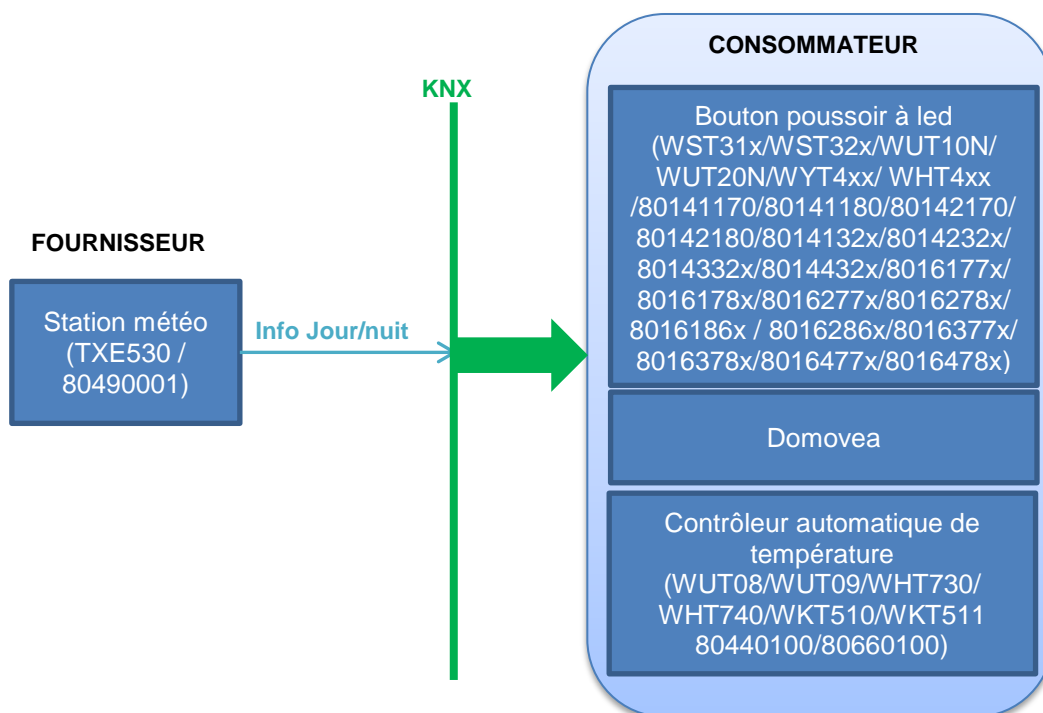 CONSOMMATEUR
KNX
Bouton poussoir à led
(WST31x/WST32x/WUT10N/
WUT20N/WYT4xx/ WHT4xx
/80141170/80141180/80142170/
80142180/8014132x/8014232x/
8014332x/8014432x/8016177x/
8016178x/8016277x/8016278x/
8016186x / 8016286x/8016377x/
8016378x/8016477x/8016478x)
FOURNISSEUR
Station météo
(TXE530 /
80490001)
Info Jour/nuit
Domovea
Contrôleur automatique de
température
(WUT08/WUT09/WHT730/
WHT740/WKT510/WKT511
80440100/80660100)